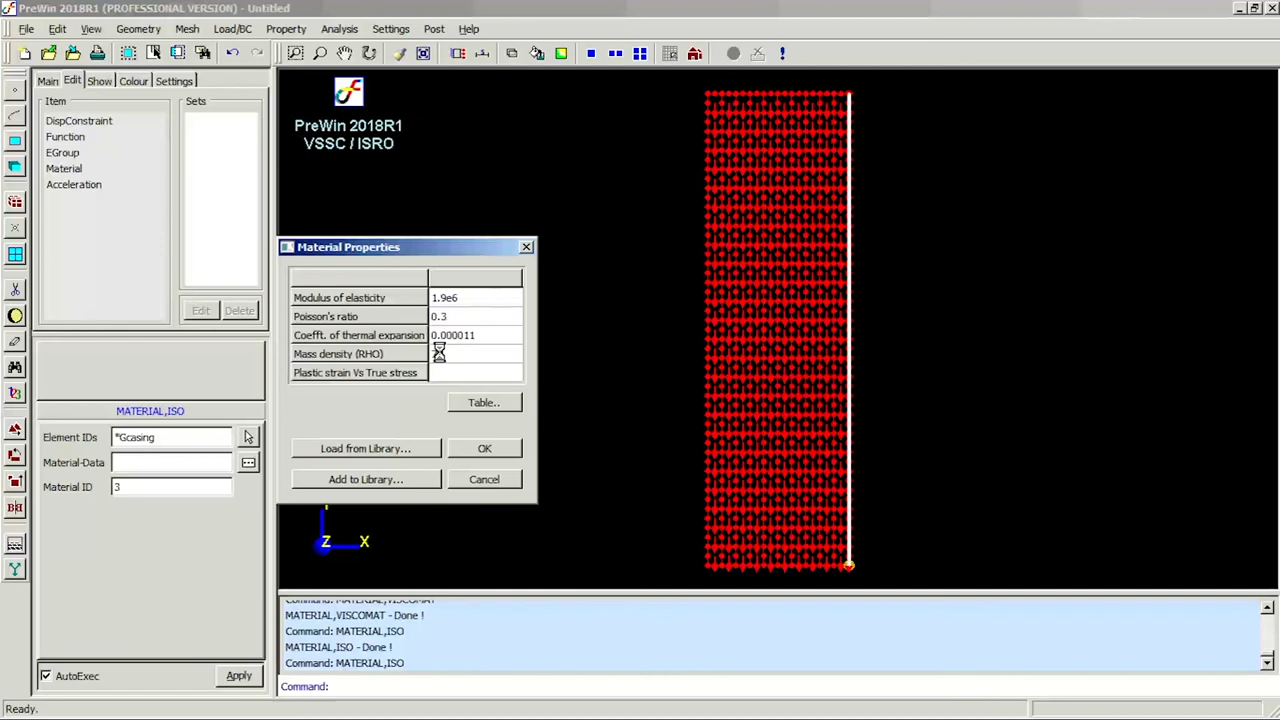 PreWin 2018R1 (PROFESSIONAL VERSION) - Untitled
File Edit View Geometry Mesh Load/BC Property Analysis Settings Post Help
Main Edit Show Colour Settings
Item
Sets
DispConstraint
Function
EGroup
Material
Acceleration
Edit Delete
PreWin 2018R1
VSSC / ISRO
Material Properties
Modulus of elasticity 1.9e6
Poisson's ratio 0.3
Coefft. of thermal expansion 0.000011
Mass density (RHO)
Plastic strain Vs True stress
Table..
Load from Library... OK
Add to Library... Cancel
MATERIAL,ISO
Element IDs *Gcasing
Material-Data
Material ID 3
AutoExec Apply
Z X
Command: MATERIAL,VISCOMAT
MATERIAL,VISCOMAT - Done !
Command: MATERIAL,ISO
MATERIAL,ISO - Done !
Command: MATERIAL,ISO
Command:
Ready.